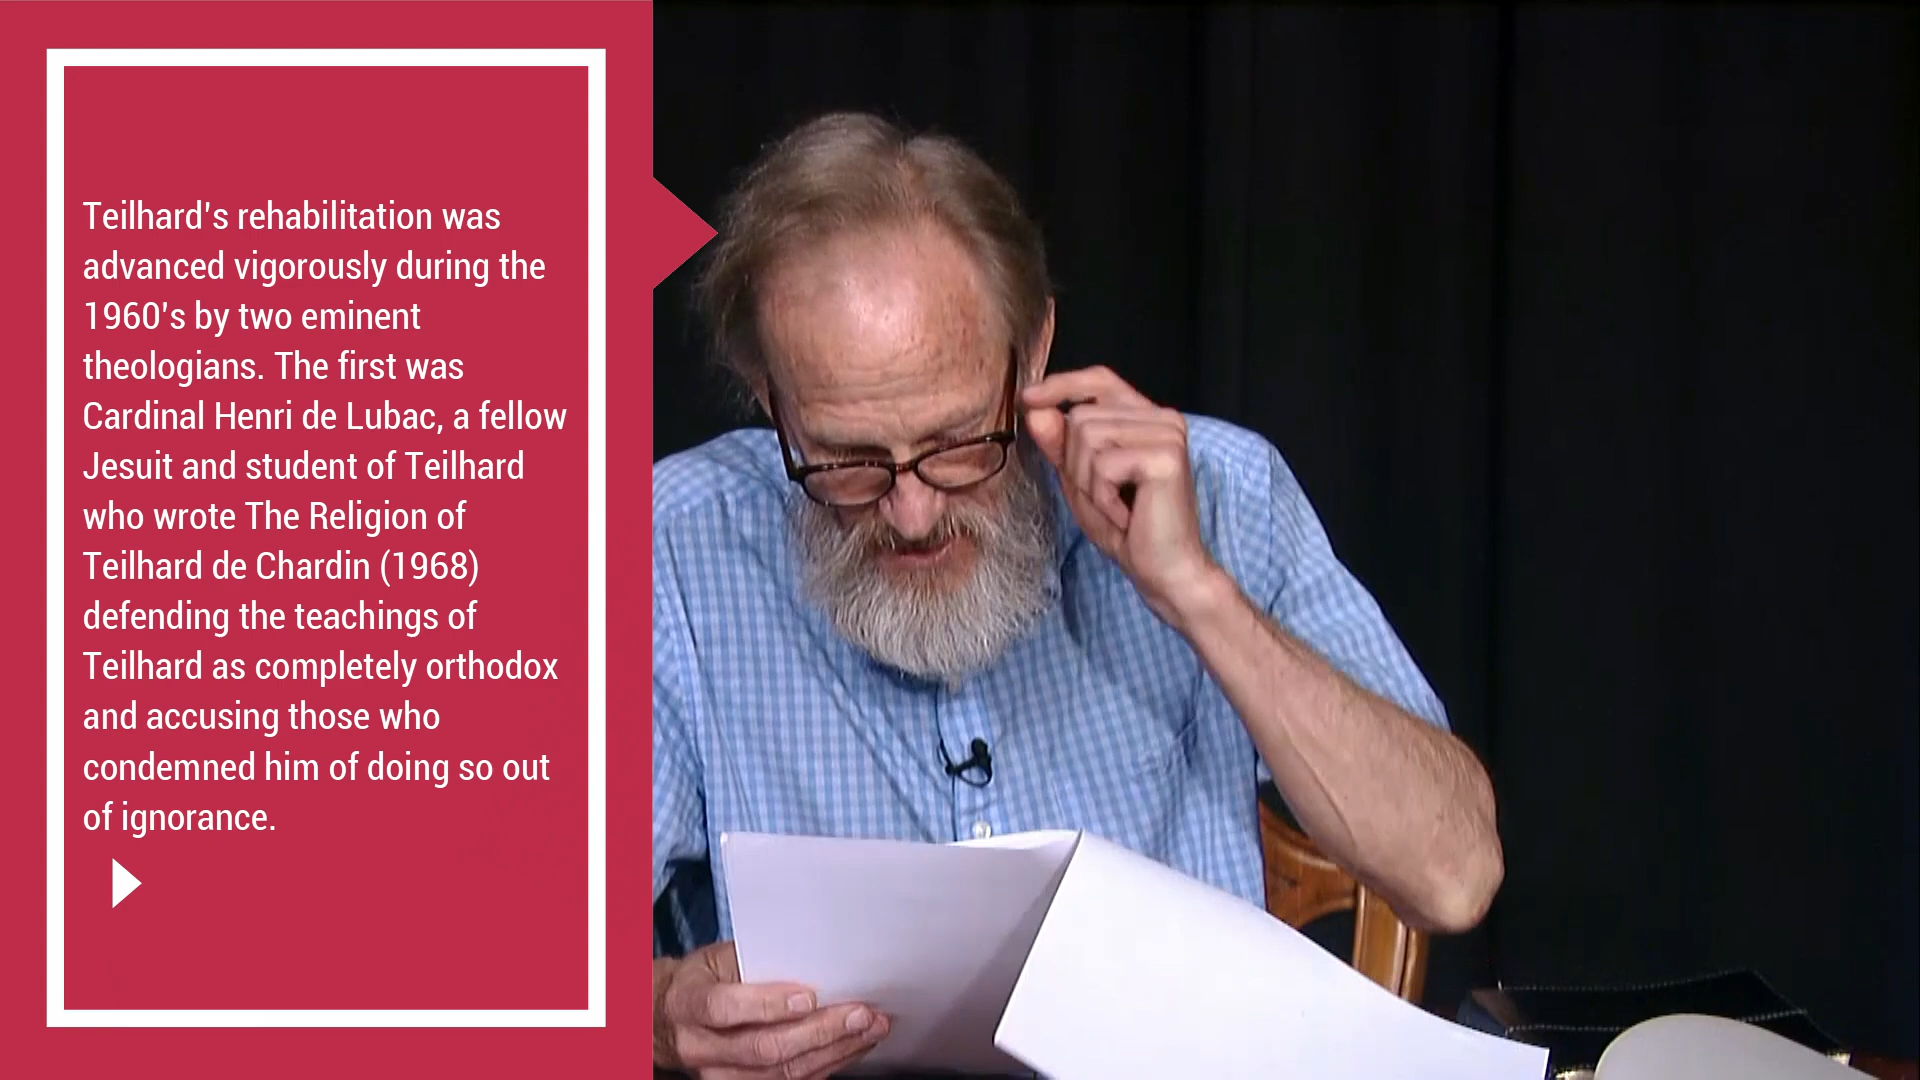 Teilhard's rehabilitation was
advanced vigorously during the
1960's by two eminent
theologians. The first was
Cardinal Henri de Lubac, a fellow
Jesuit and student of Teilhard
who wrote The Religion of
Teilhard de Chardin (1968)
defending the teachings of
Teilhard as completely orthodox
and accusing those who
condemned him of doing so out
of ignorance.